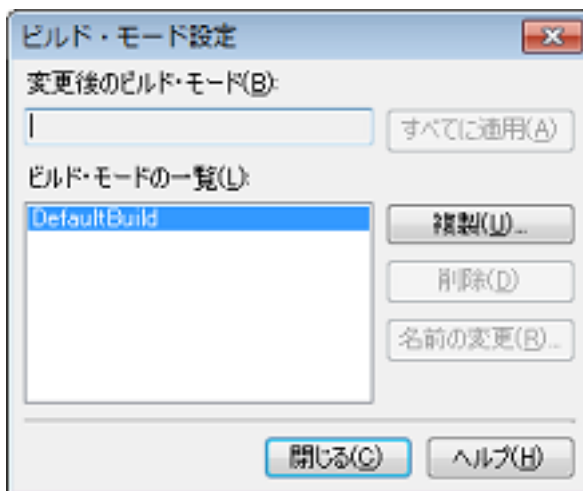 ビルド・モード設定
変更後のビルド・モード(B):
すべてに適用(A)
ビルド・モードの一覧(L):
DefaultBuild
複製(U)...
削除(D)
名前の変更(R)...
閉じる(C)
ヘルプ(H)